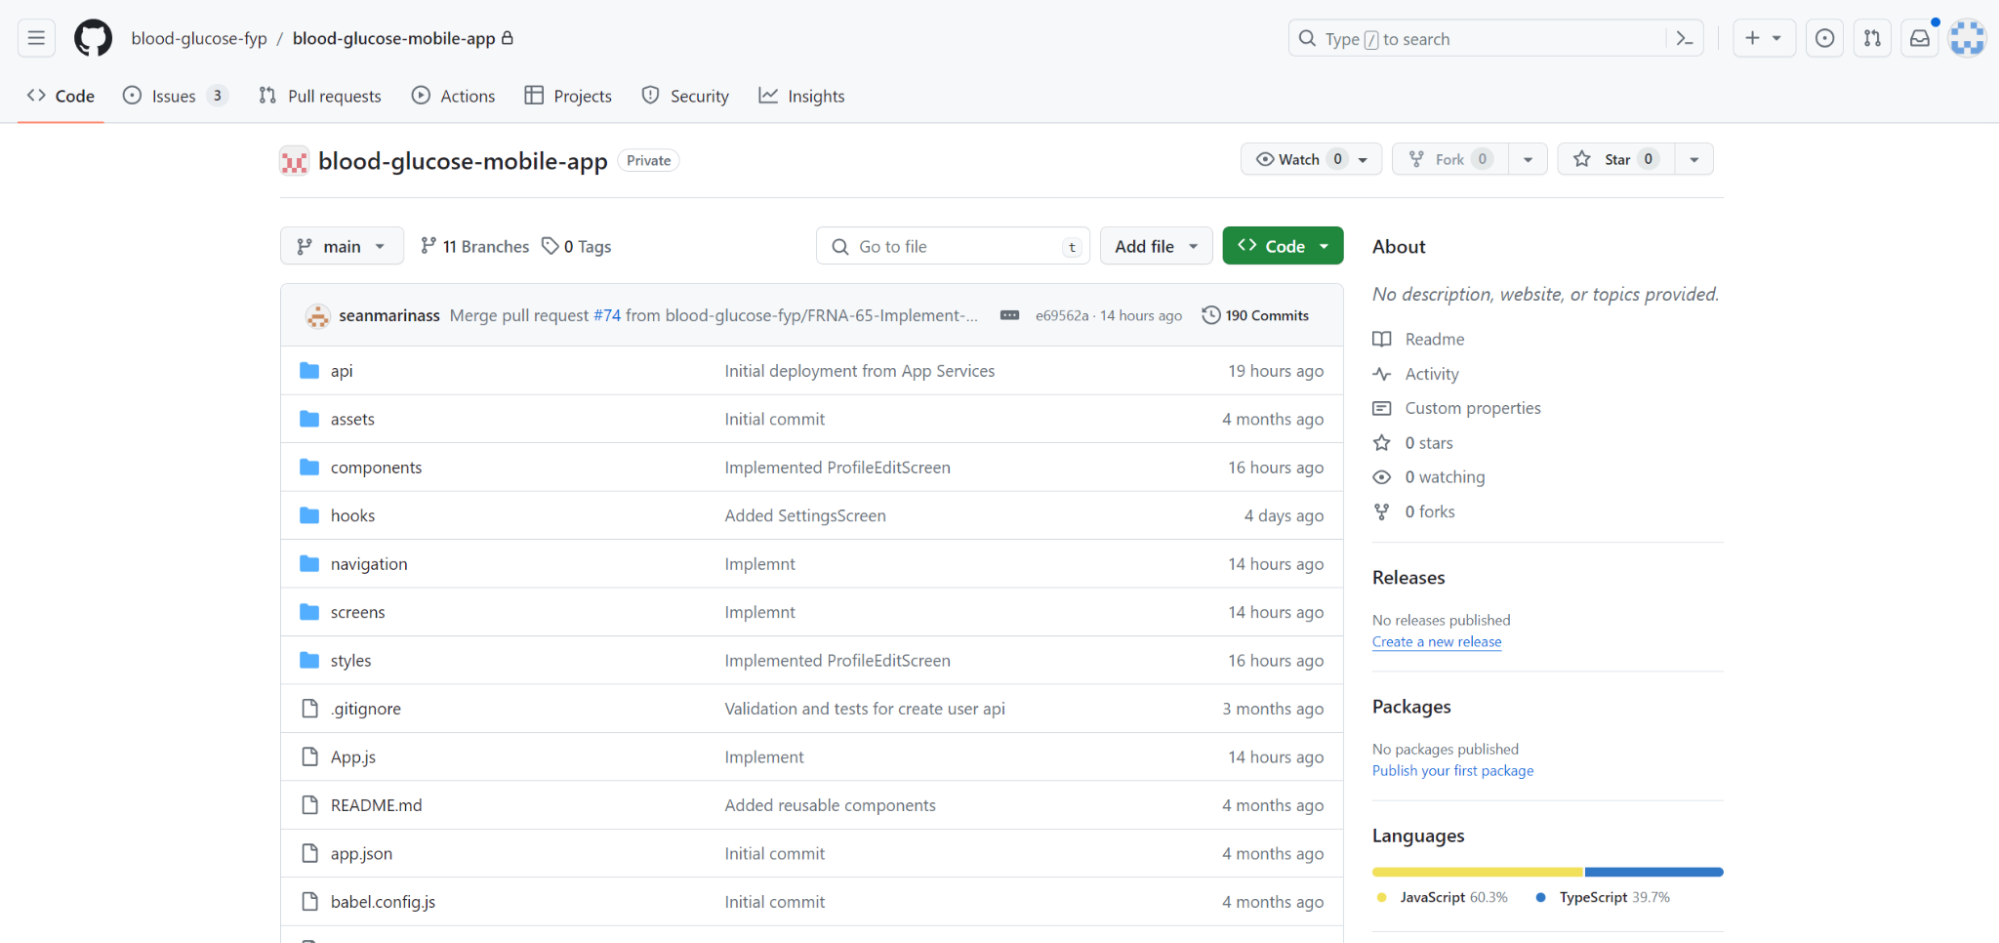 blood-glucose-fyp / blood-glucose-mobile-app
Type / to search
Code
Issues 3
Pull requests
Actions
Projects
Security
Insights
blood-glucose-mobile-app Private
Watch 0
Fork 0
Star 0
main
11 Branches
0 Tags
Go to file t
Add file
Code
seanmarinass Merge pull request #74 from blood-glucose-fyp/FRNA-65-Implement-... e69562a · 14 hours ago 190 Commits
api Initial deployment from App Services 19 hours ago
assets Initial commit 4 months ago
components Implemented ProfileEditScreen 16 hours ago
hooks Added SettingsScreen 4 days ago
navigation Implemnt 14 hours ago
screens Implemnt 14 hours ago
styles Implemented ProfileEditScreen 16 hours ago
.gitignore Validation and tests for create user api 3 months ago
App.js Implement 14 hours ago
README.md Added reusable components 4 months ago
app.json Initial commit 4 months ago
babel.config.js Initial commit 4 months ago
About
No description, website, or topics provided.
Readme
Activity
Custom properties
0 stars
0 watching
0 forks
Releases
No releases published
Create a new release
Packages
No packages published
Publish your first package
Languages
JavaScript 60.3% TypeScript 39.7%